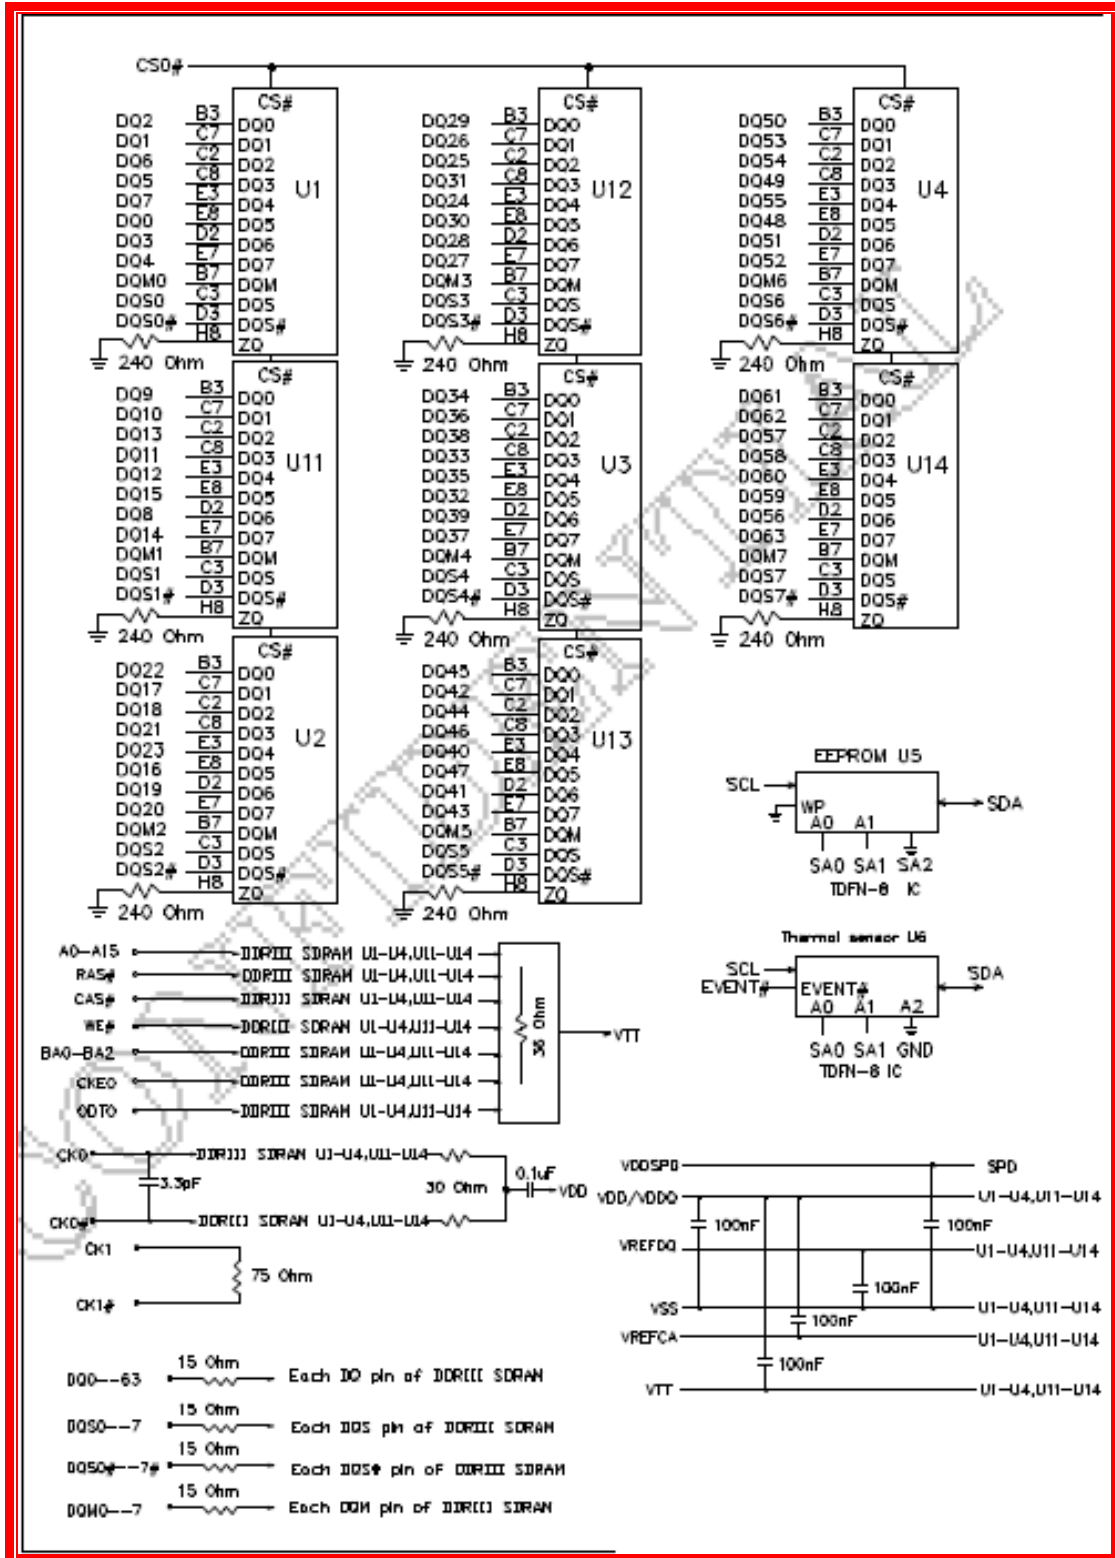 CS0#
CS#
DQ2 B3 DQ0
DQ1 C7 DQ1
DQ6 C2 DQ2
DQ5 C8 DQ3
DQ7 E3 DQ4
DQ0 E8 DQ5
DQ3 D2 DQ6
DQ4 E7 DQ7
DQM0 B7 DQM
DQS0 C3 DQS
DQS0# D3 DQS#
H8 ZQ
U1
240 Ohm
CS#
DQ9 B3 DQ0
DQ10 C7 DQ1
DQ13 C2 DQ2
DQ11 C8 DQ3
DQ12 E3 DQ4
DQ15 E8 DQ5
DQ8 D2 DQ6
DQ14 E7 DQ7
DQM1 B7 DQM
DQS1 C3 DQS
DQS1# D3 DQS#
H8 ZQ
U11
240 Ohm
CS#
DQ22 B3 DQ0
DQ17 C7 DQ1
DQ18 C2 DQ2
DQ21 C8 DQ3
DQ23 E3 DQ4
DQ16 E8 DQ5
DQ19 D2 DQ6
DQ20 E7 DQ7
DQM2 B7 DQM
DQS2 C3 DQS
DQS2# D3 DQS#
H8 ZQ
U2
240 Ohm
CS#
DQ29 B3 DQ0
DQ26 C7 DQ1
DQ25 C2 DQ2
DQ31 C8 DQ3
DQ24 E3 DQ4
DQ30 E8 DQ5
DQ28 D2 DQ6
DQ27 E7 DQ7
DQM3 B7 DQM
DQS3 C3 DQS
DQS3# D3 DQS#
H8 ZQ
U12
240 Ohm
CS#
DQ34 B3 DQ0
DQ36 C7 DQ1
DQ38 C2 DQ2
DQ33 C8 DQ3
DQ35 E3 DQ4
DQ32 E8 DQ5
DQ39 D2 DQ6
DQ37 E7 DQ7
DQM4 B7 DQM
DQS4 C3 DQS
DQS4# D3 DQS#
H8 ZQ
U3
240 Ohm
CS#
DQ45 B3 DQ0
DQ42 C7 DQ1
DQ44 C2 DQ2
DQ46 C8 DQ3
DQ40 E3 DQ4
DQ47 E8 DQ5
DQ41 D2 DQ6
DQ43 E7 DQ7
DQM5 B7 DQM
DQS5 C3 DQS
DQS5# D3 DQS#
H8 ZQ
U13
240 Ohm
CS#
DQ50 B3 DQ0
DQ53 C7 DQ1
DQ54 C2 DQ2
DQ49 C8 DQ3
DQ55 E3 DQ4
DQ48 E8 DQ5
DQ51 D2 DQ6
DQ52 E7 DQ7
DQM6 B7 DQM
DQS6 C3 DQS
DQS6# D3 DQS#
H8 ZQ
U4
240 Ohm
CS#
DQ61 B3 DQ0
DQ62 C7 DQ1
DQ57 C2 DQ2
DQ58 C8 DQ3
DQ60 E3 DQ4
DQ59 E8 DQ5
DQ56 D2 DQ6
DQ63 E7 DQ7
DQM7 B7 DQM
DQS7 C3 DQS
DQS7# D3 DQS#
H8 ZQ
U14
240 Ohm
EEPROM U5
SCL
WP
SDA
A0 A1
SA0 SA1 SA2
TDFN-8 IC
Thermal sensor U6
SCL
EVENT# EVENT#
SDA
A0 A1 A2
SA0 SA1 GND
TDFN-8 IC
A0-A15 DDRIII SDRAM U1-U4,U11-U14
RAS# DDRIII SDRAM U1-U4,U11-U14
CAS# DDRIII SDRAM U1-U4,U11-U14
WE# DDRIII SDRAM U1-U4,U11-U14
BA0-BA2 DDRIII SDRAM U1-U4,U11-U14
CKE0 DDRIII SDRAM U1-U4,U11-U14
ODT0 DDRIII SDRAM U1-U4,U11-U14
36 Ohm
VTT
CK0 DDRIII SDRAM U1-U4,U11-U14
3.3pF
30 Ohm
0.1uF
VDD
CK0# DDRIII SDRAM U1-U4,U11-U14
CK1
75 Ohm
CK1#
VDDSPD SPD
VDD/VDDQ U1-U4,U11-U14
100nF 100nF
VREFDQ U1-U4,U11-U14
100nF
VSS U1-U4,U11-U14
100nF
VREFCA U1-U4,U11-U14
100nF
VTT U1-U4,U11-U14
15 Ohm
DQ0--63 Each DQ pin of DDRIII SDRAM
15 Ohm
DQS0--7 Each DQS pin of DDRIII SDRAM
15 Ohm
DQS0#--7# Each DQS# pin of DDRIII SDRAM
15 Ohm
DQM0--7 Each DQM pin of DDRIII SDRAM
CONFIDENTIAL